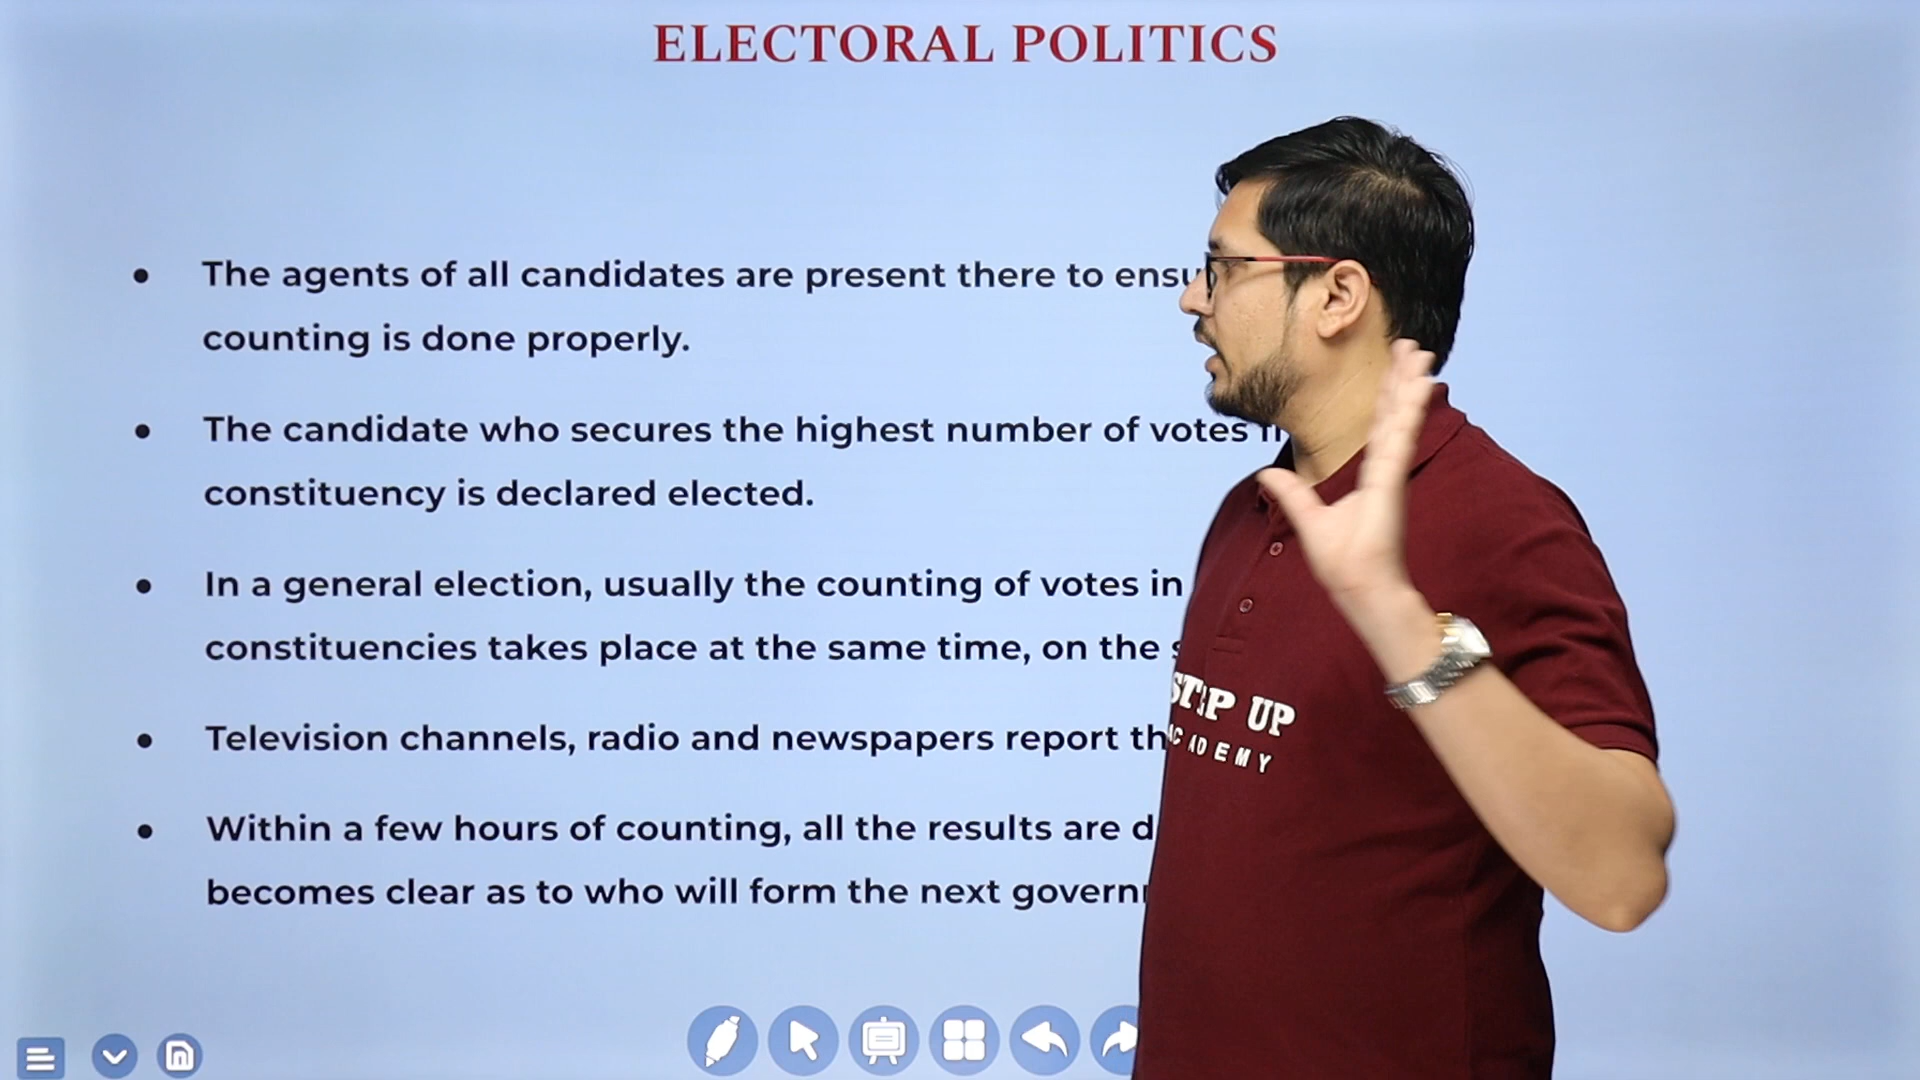 ELECTORAL POLITICS
• The agents of all candidates are present there to
counting is done properly.
• The candidate who secures the highest number of votes
constituency is declared elected.
• In a general election, usually the counting of votes in
constituencies takes place at the same time, on the
• Television channels, radio and newspapers report
• Within a few hours of counting, all the results are
becomes clear as to who will form the next
STEP UP
ACADEMY